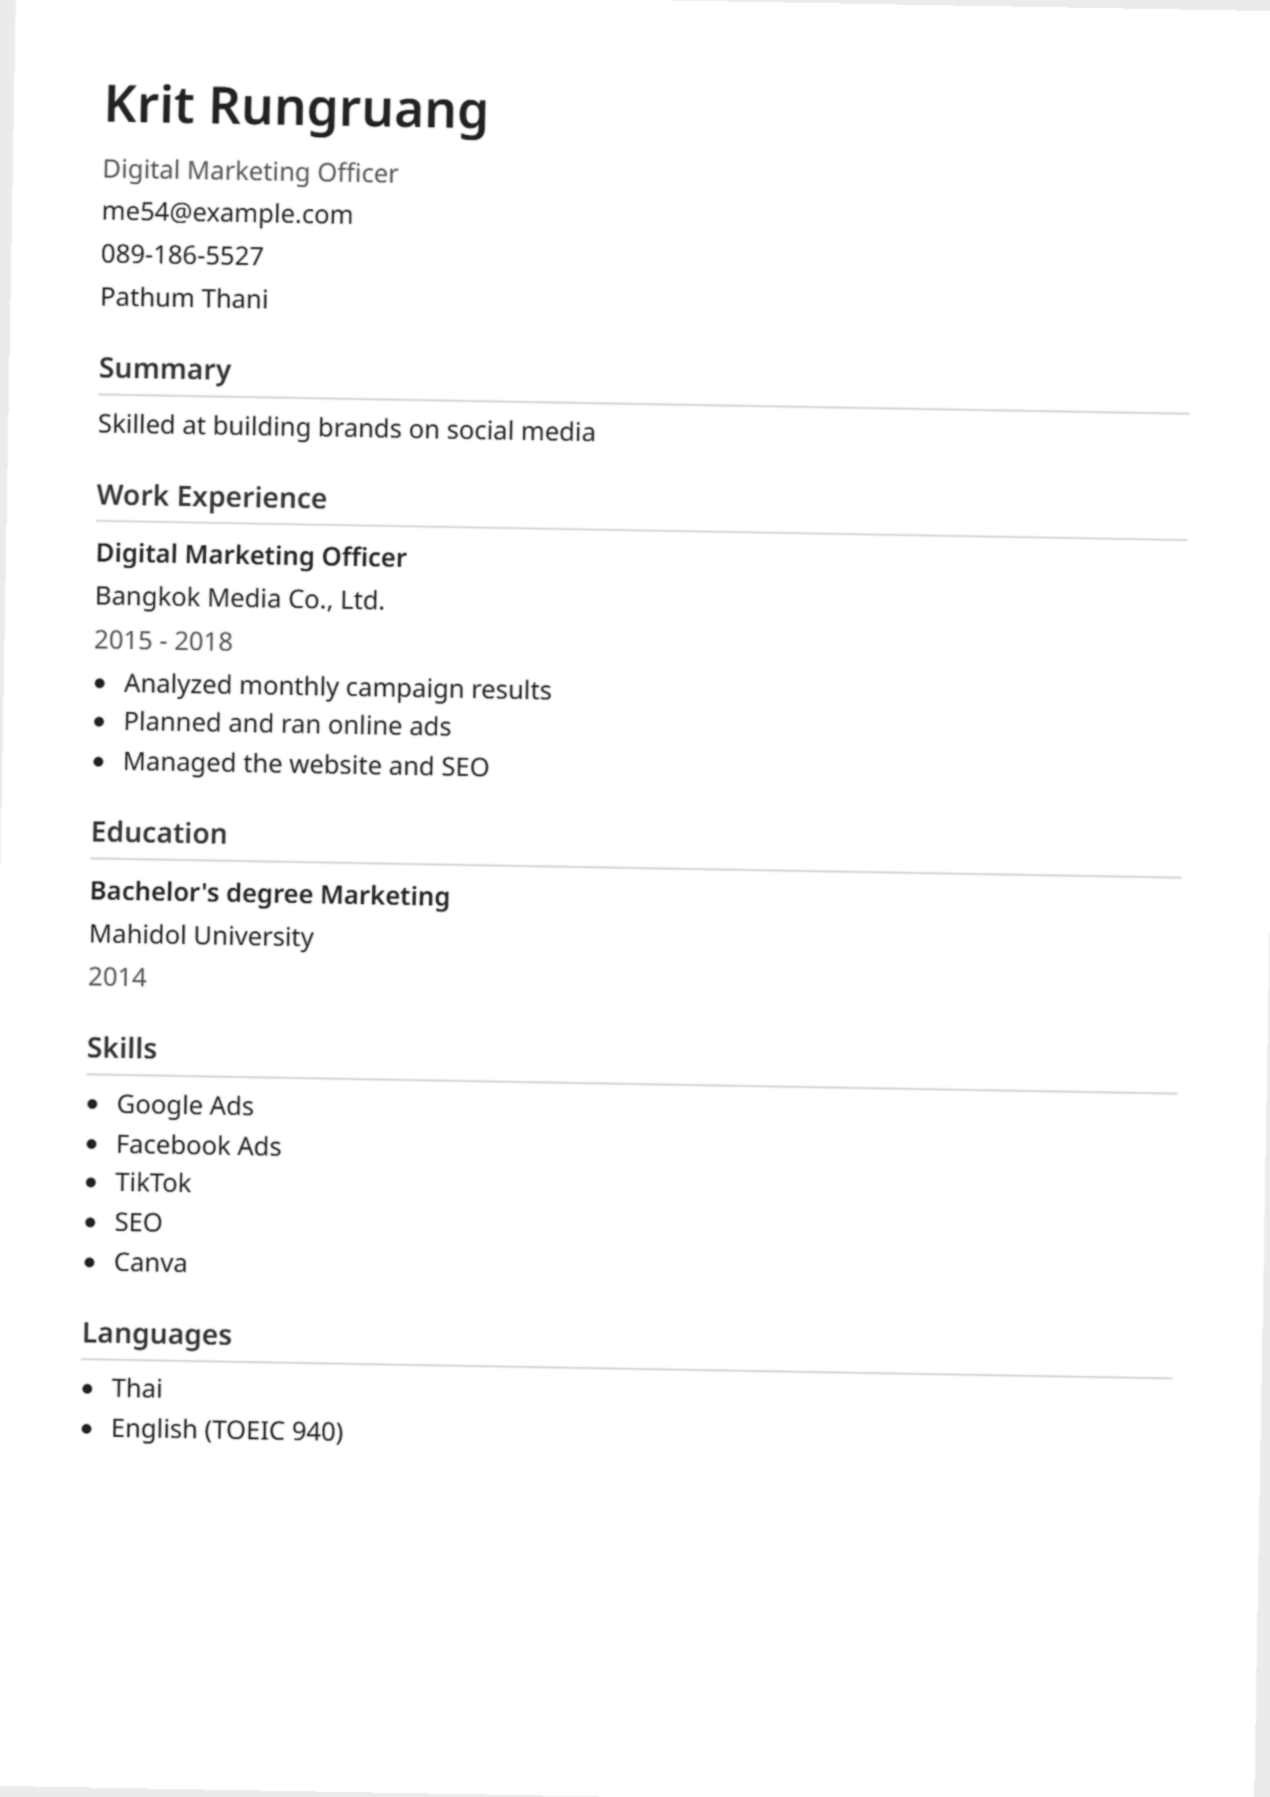 Krit Rungruang
Digital Marketing Officer
me54@example.com
089-186-5527
Pathum Thani
Summary
Skilled at building brands on social media
Work Experience
Digital Marketing Officer
Bangkok Media Co., Ltd.
2015 - 2018
• Analyzed monthly campaign results
• Planned and ran online ads
• Managed the website and SEO
Education
Bachelor's degree Marketing
Mahidol University
2014
Skills
• Google Ads
• Facebook Ads
• TikTok
• SEO
• Canva
Languages
• Thai
• English (TOEIC 940)